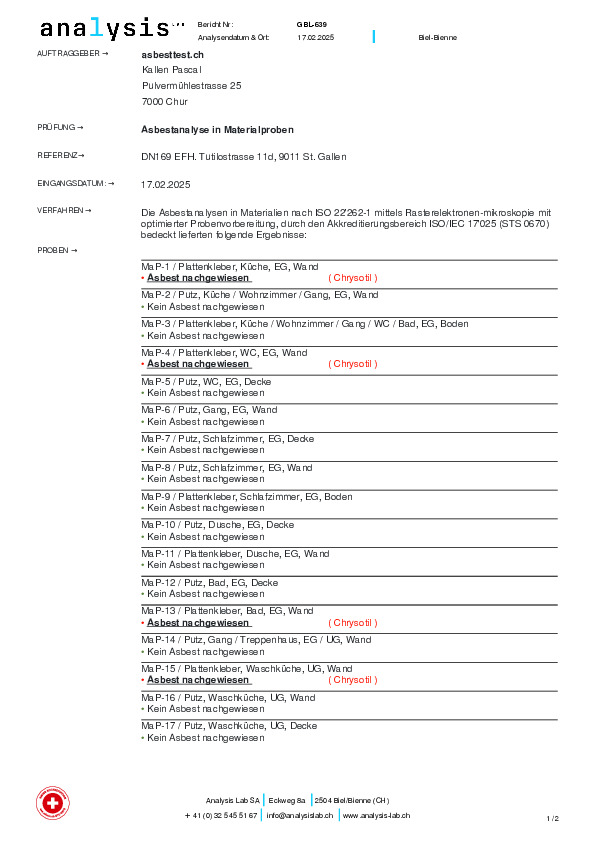 analysis
Bericht Nr: GBL-639
Analysendatum & Ort: 17.02.2025 Biel-Bienne
AUFTRAGGEBER → asbesttest.ch
Kallen Pascal
Pulvermühlestrasse 25
7000 Chur
PRÜFUNG → Asbestanalyse in Materialproben
REFERENZ → DN169 EFH. Tutilostrasse 11d, 9011 St. Gallen
EINGANGSDATUM: → 17.02.2025
VERFAHREN → Die Asbestanalysen in Materialien nach ISO 22'262-1 mittels Rasterelektronen-mikroskopie mit
optimierter Probenvorbereitung, durch den Akkreditierungsbereich ISO/IEC 17025 (STS 0670)
bedeckt lieferten folgende Ergebnisse:
PROBEN →
MaP-1 / Plattenkleber, Küche, EG, Wand
• Asbest nachgewiesen ( Chrysotil )
MaP-2 / Putz, Küche / Wohnzimmer / Gang, EG, Wand
• Kein Asbest nachgewiesen
MaP-3 / Plattenkleber, Küche / Wohnzimmer / Gang / WC / Bad, EG, Boden
• Kein Asbest nachgewiesen
MaP-4 / Plattenkleber, WC, EG, Wand
• Asbest nachgewiesen ( Chrysotil )
MaP-5 / Putz, WC, EG, Decke
• Kein Asbest nachgewiesen
MaP-6 / Putz, Gang, EG, Wand
• Kein Asbest nachgewiesen
MaP-7 / Putz, Schlafzimmer, EG, Decke
• Kein Asbest nachgewiesen
MaP-8 / Putz, Schlafzimmer, EG, Wand
• Kein Asbest nachgewiesen
MaP-9 / Plattenkleber, Schlafzimmer, EG, Boden
• Kein Asbest nachgewiesen
MaP-10 / Putz, Dusche, EG, Decke
• Kein Asbest nachgewiesen
MaP-11 / Plattenkleber, Dusche, EG, Wand
• Kein Asbest nachgewiesen
MaP-12 / Putz, Bad, EG, Decke
• Kein Asbest nachgewiesen
MaP-13 / Plattenkleber, Bad, EG, Wand
• Asbest nachgewiesen ( Chrysotil )
MaP-14 / Putz, Gang / Treppenhaus, EG / UG, Wand
• Kein Asbest nachgewiesen
MaP-15 / Plattenkleber, Waschküche, UG, Wand
• Asbest nachgewiesen ( Chrysotil )
MaP-16 / Putz, Waschküche, UG, Wand
• Kein Asbest nachgewiesen
MaP-17 / Putz, Waschküche, UG, Decke
• Kein Asbest nachgewiesen
Analysis Lab SA | Eckweg 8a | 2504 Biel/Bienne (CH)
+ 41 (0) 32 545 51 67 | info@analysislab.ch | www.analysis-lab.ch
1 / 2